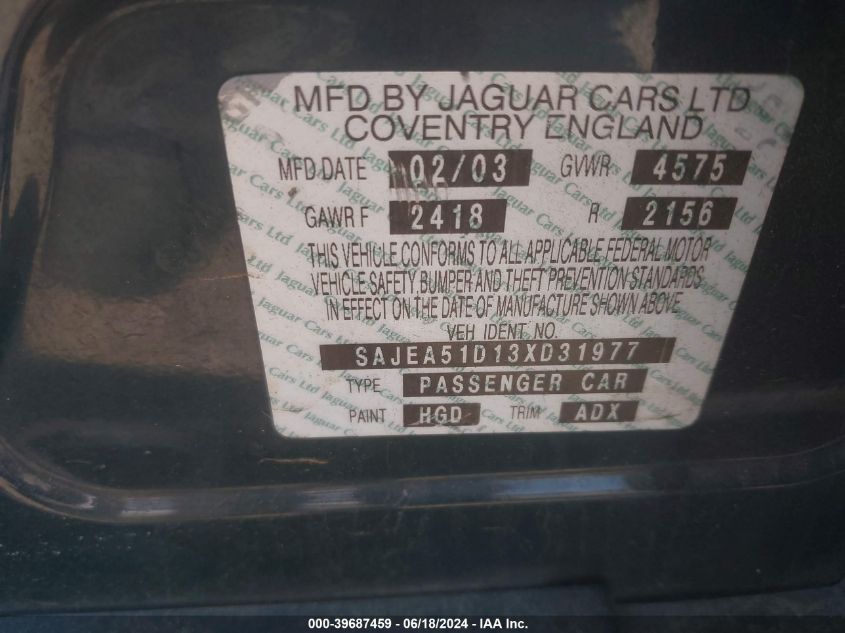 MFD BY JAGUAR CARS LTD
COVENTRY ENGLAND
MFD DATE 02/03 GVWR 4575
GAWR F 2418 R 2156
THIS VEHICLE CONFORMS TO ALL APPLICABLE FEDERAL MOTOR
VEHICLE SAFETY, BUMPER AND THEFT PREVENTION STANDARDS
IN EFFECT ON THE DATE OF MANUFACTURE SHOWN ABOVE
VEH IDENT NO.
SAJEA51D13XD31977
TYPE PASSENGER CAR
PAINT HGD TRIM ADX
000-39687459 - 06/18/2024 - IAA Inc.